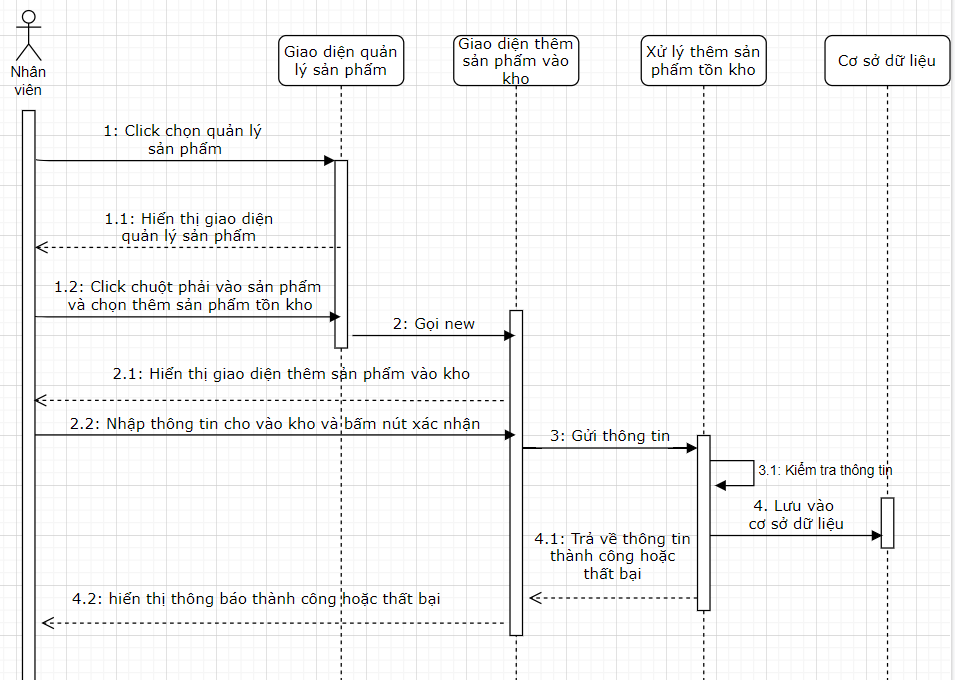 Nhân
viên
Giao diện quản
lý sản phẩm
Giao diện thêm
sản phẩm vào
kho
Xử lý thêm sản
phẩm tồn kho
Cơ sở dữ liệu
1: Click chọn quản lý
sản phẩm
1.1: Hiển thị giao diện
quản lý sản phẩm
1.2: Click chuột phải vào sản phẩm
và chọn thêm sản phẩm tồn kho
2: Gọi new
2.1: Hiển thị giao diện thêm sản phẩm vào kho
2.2: Nhập thông tin cho vào kho và bấm nút xác nhận
3: Gửi thông tin
3.1: Kiểm tra thông tin
4. Lưu vào
cơ sở dữ liệu
4.1: Trả về thông tin
thành công hoặc
thất bại
4.2: hiển thị thông báo thành công hoặc thất bại